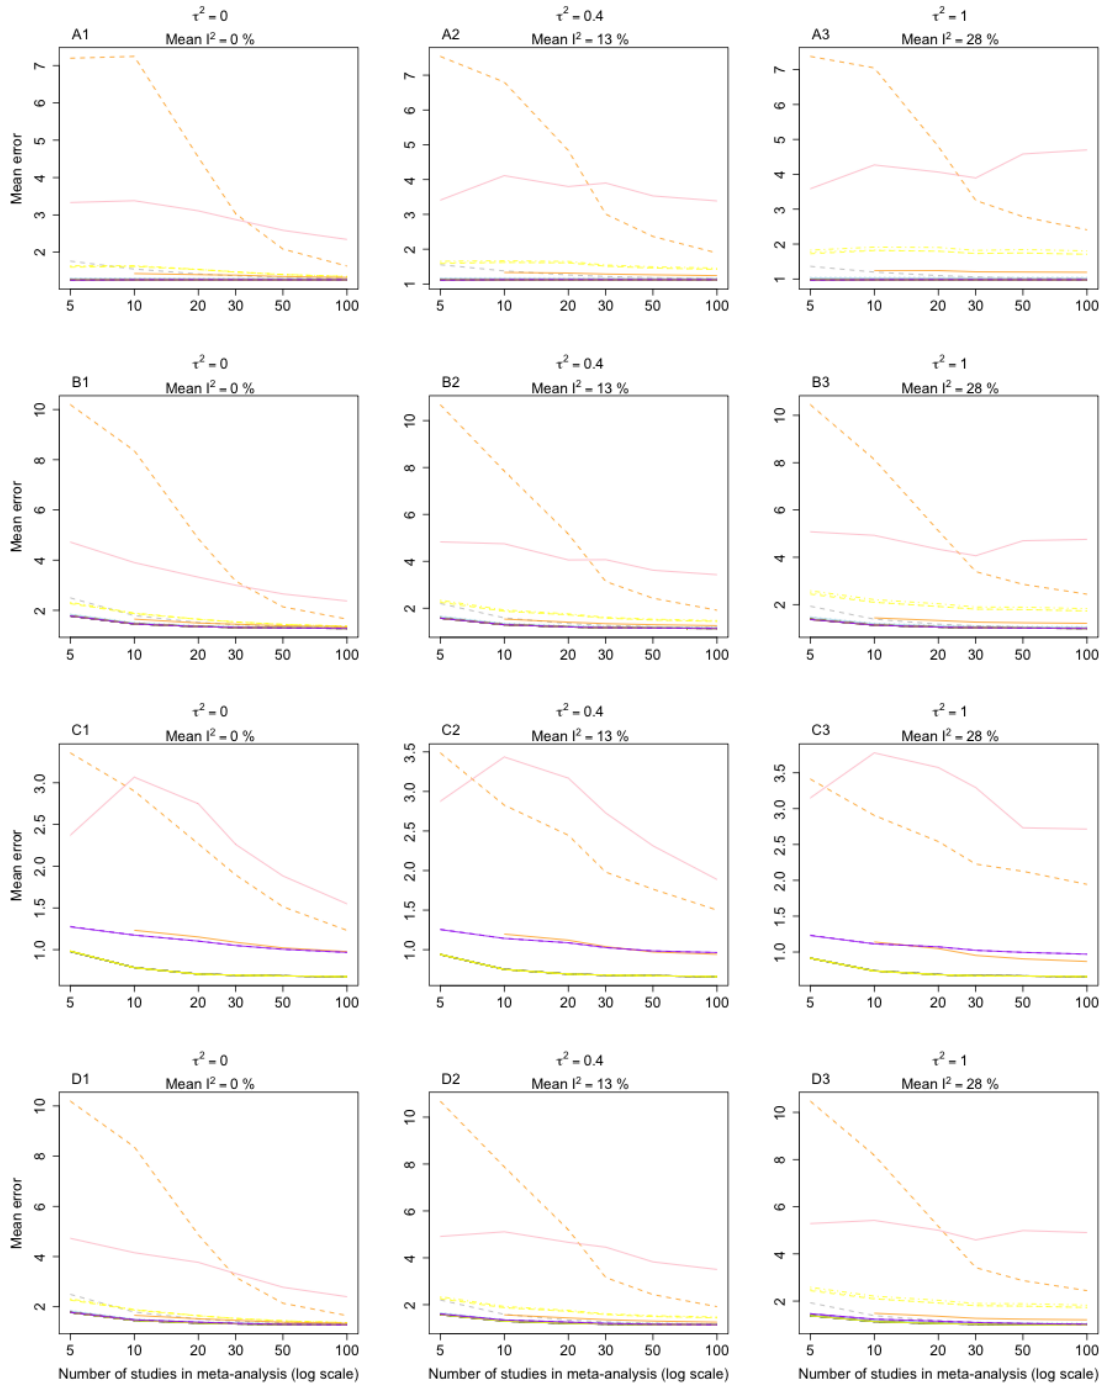 τ² = 0
A1 Mean I² = 0 %
Mean error
7
6
5
4
3
2
5 10 20 30 50 100
τ² = 0.4
A2 Mean I² = 13 %
7
6
5
4
3
2
1
5 10 20 30 50 100
τ² = 1
A3 Mean I² = 28 %
7
6
5
4
3
2
1
5 10 20 30 50 100
τ² = 0
B1 Mean I² = 0 %
Mean error
10
8
6
4
2
5 10 20 30 50 100
τ² = 0.4
B2 Mean I² = 13 %
10
8
6
4
2
5 10 20 30 50 100
τ² = 1
B3 Mean I² = 28 %
10
8
6
4
2
5 10 20 30 50 100
τ² = 0
C1 Mean I² = 0 %
Mean error
3.0
2.5
2.0
1.5
1.0
5 10 20 30 50 100
τ² = 0.4
C2 Mean I² = 13 %
3.5
3.0
2.5
2.0
1.5
1.0
5 10 20 30 50 100
τ² = 1
C3 Mean I² = 28 %
3.5
3.0
2.5
2.0
1.5
1.0
5 10 20 30 50 100
τ² = 0
D1 Mean I² = 0 %
Mean error
10
8
6
4
2
5 10 20 30 50 100
Number of studies in meta-analysis (log scale)
τ² = 0.4
D2 Mean I² = 13 %
10
8
6
4
2
5 10 20 30 50 100
Number of studies in meta-analysis (log scale)
τ² = 1
D3 Mean I² = 28 %
10
8
6
4
2
5 10 20 30 50 100
Number of studies in meta-analysis (log scale)